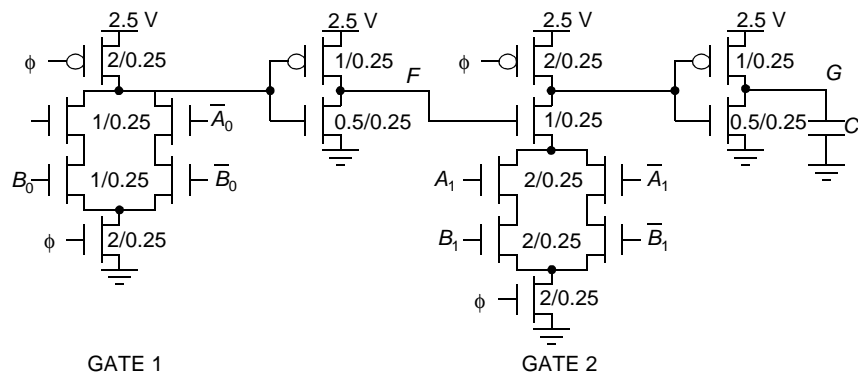 2.5 V 2.5 V 2.5 V 2.5 V
ϕ 2/0.25 1/0.25 F ϕ 2/0.25 1/0.25 G
1/0.25 A̅₀ 0.5/0.25 1/0.25 0.5/0.25 C
B₀ 1/0.25 B̅₀ A₁ 2/0.25 A̅₁
ϕ 2/0.25 B₁ 2/0.25 B̅₁
ϕ 2/0.25
GATE 1 GATE 2